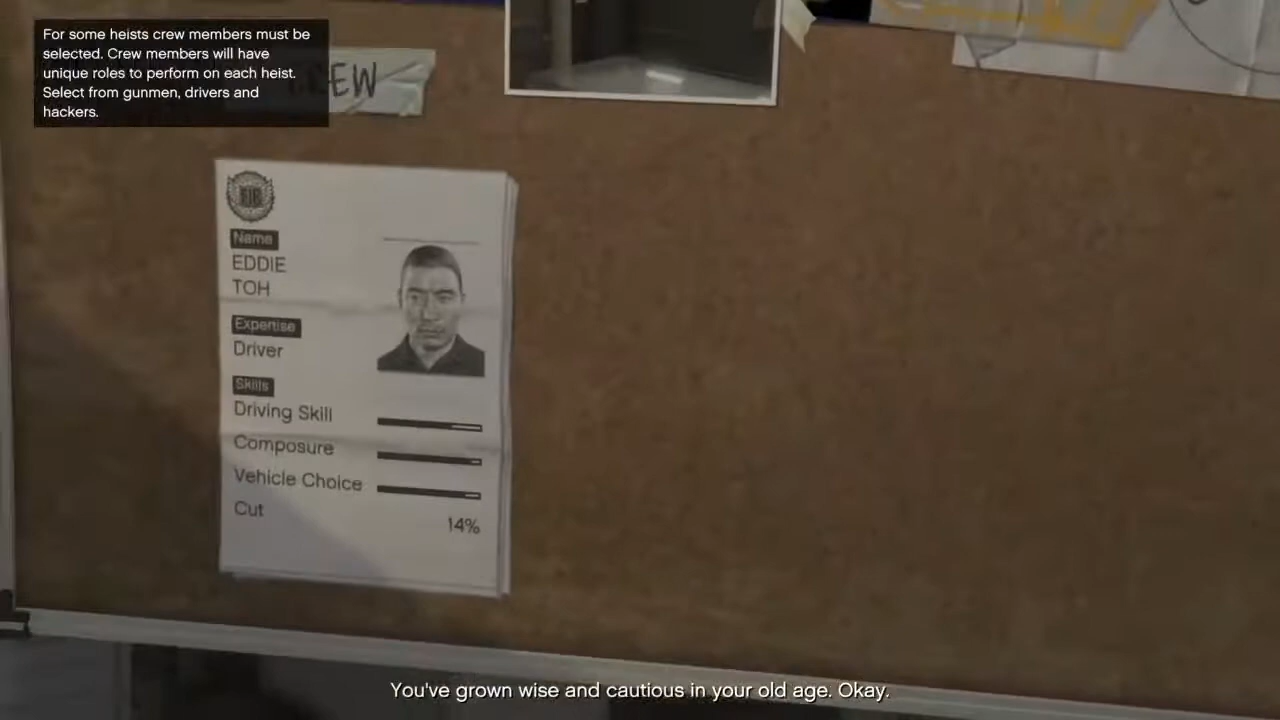 For some heists crew members must be
selected. Crew members will have
unique roles to perform on each heist.
Select from gunmen, drivers and
hackers.
CREW
FIB
Name
EDDIE
TOH
Expertise
Driver
Skills
Driving Skill
Composure
Vehicle Choice
Cut
14%
You've grown wise and cautious in your old age. Okay.